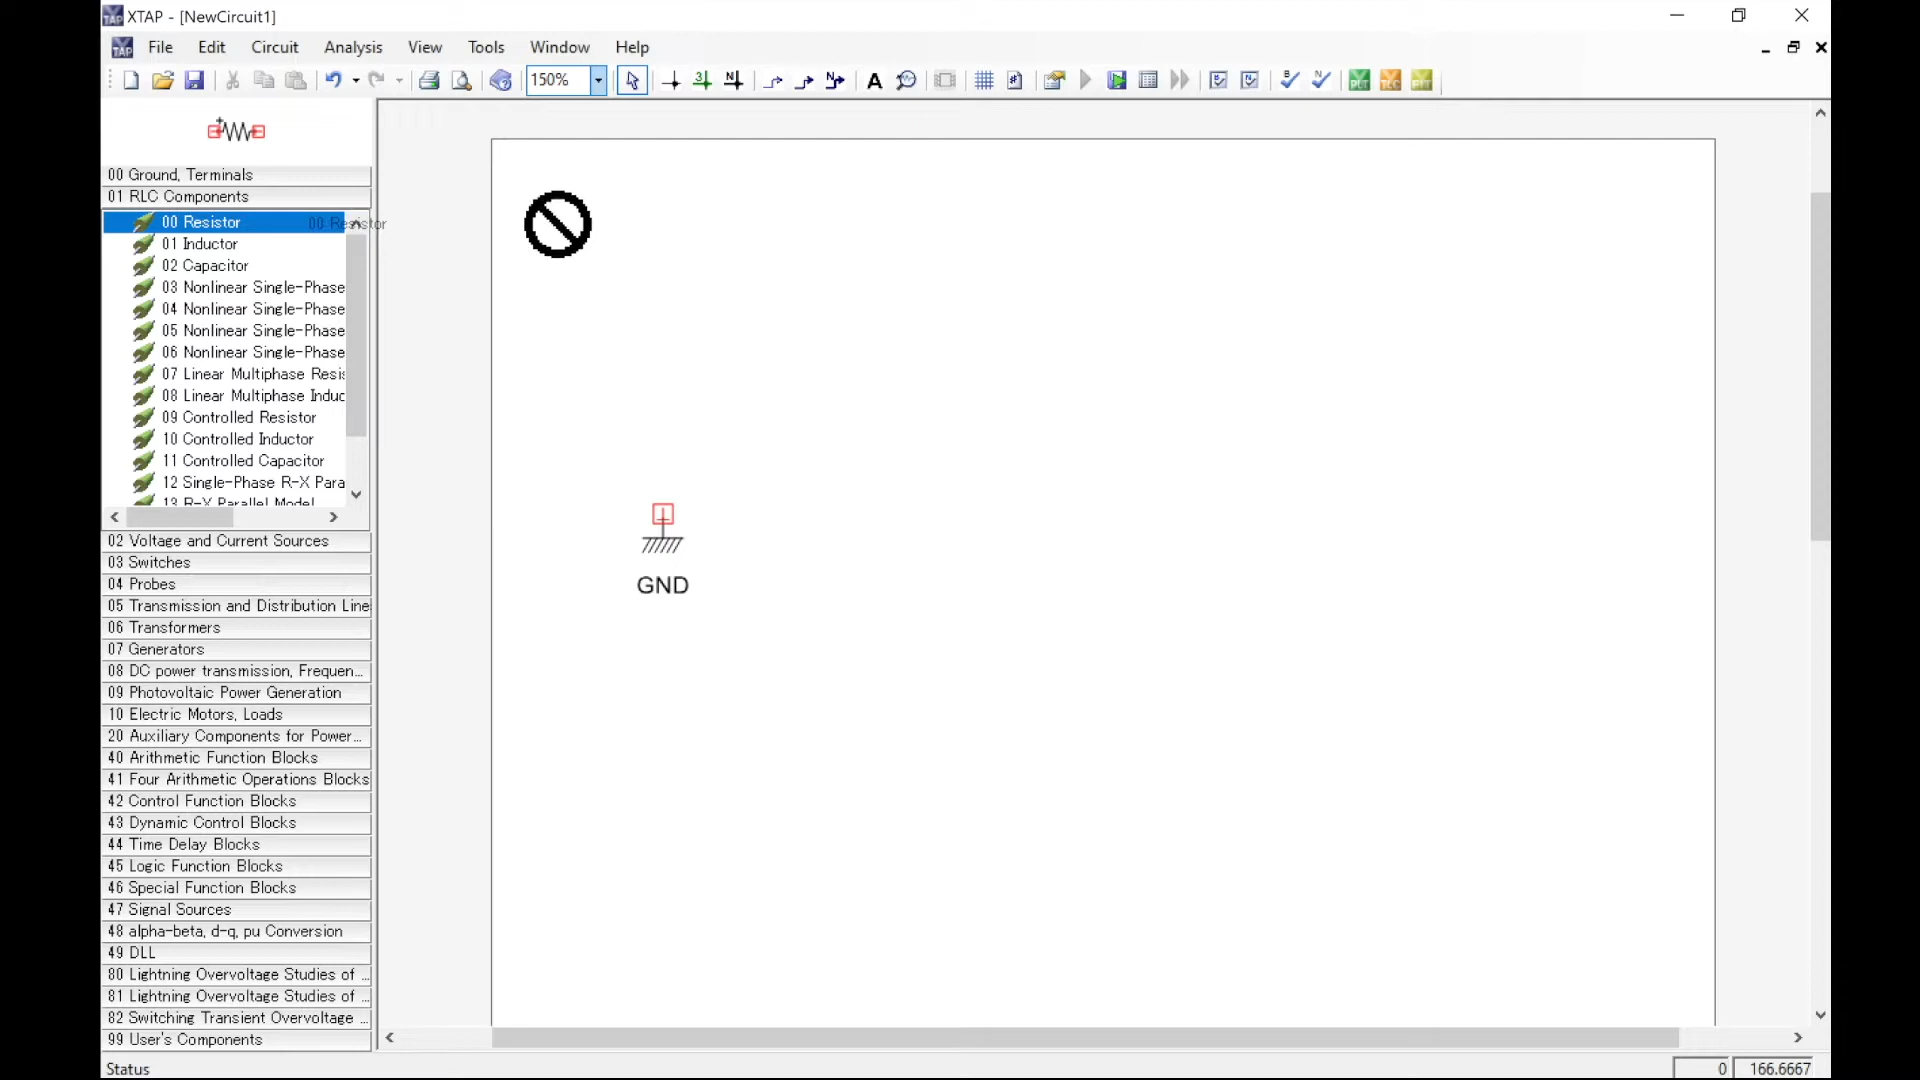 XTAP - [NewCircuit1]
File Edit Circuit Analysis View Tools Window Help
150%
00 Ground, Terminals
01 RLC Components
00 Resistor
00 Resistor
01 Inductor
02 Capacitor
03 Nonlinear Single-Phase
04 Nonlinear Single-Phase
05 Nonlinear Single-Phase
06 Nonlinear Single-Phase
07 Linear Multiphase Resis
08 Linear Multiphase Induc
09 Controlled Resistor
10 Controlled Inductor
11 Controlled Capacitor
12 Single-Phase R-X Para
13 R-X Parallel Model
02 Voltage and Current Sources
03 Switches
04 Probes
05 Transmission and Distribution Line
06 Transformers
07 Generators
08 DC power transmission, Frequen...
09 Photovoltaic Power Generation
10 Electric Motors, Loads
20 Auxiliary Components for Power...
40 Arithmetic Function Blocks
41 Four Arithmetic Operations Blocks
42 Control Function Blocks
43 Dynamic Control Blocks
44 Time Delay Blocks
45 Logic Function Blocks
46 Special Function Blocks
47 Signal Sources
48 alpha-beta, d-q, pu Conversion
49 DLL
80 Lightning Overvoltage Studies of ...
81 Lightning Overvoltage Studies of ...
82 Switching Transient Overvoltage ...
99 User's Components
GND
Status
0 166.6667